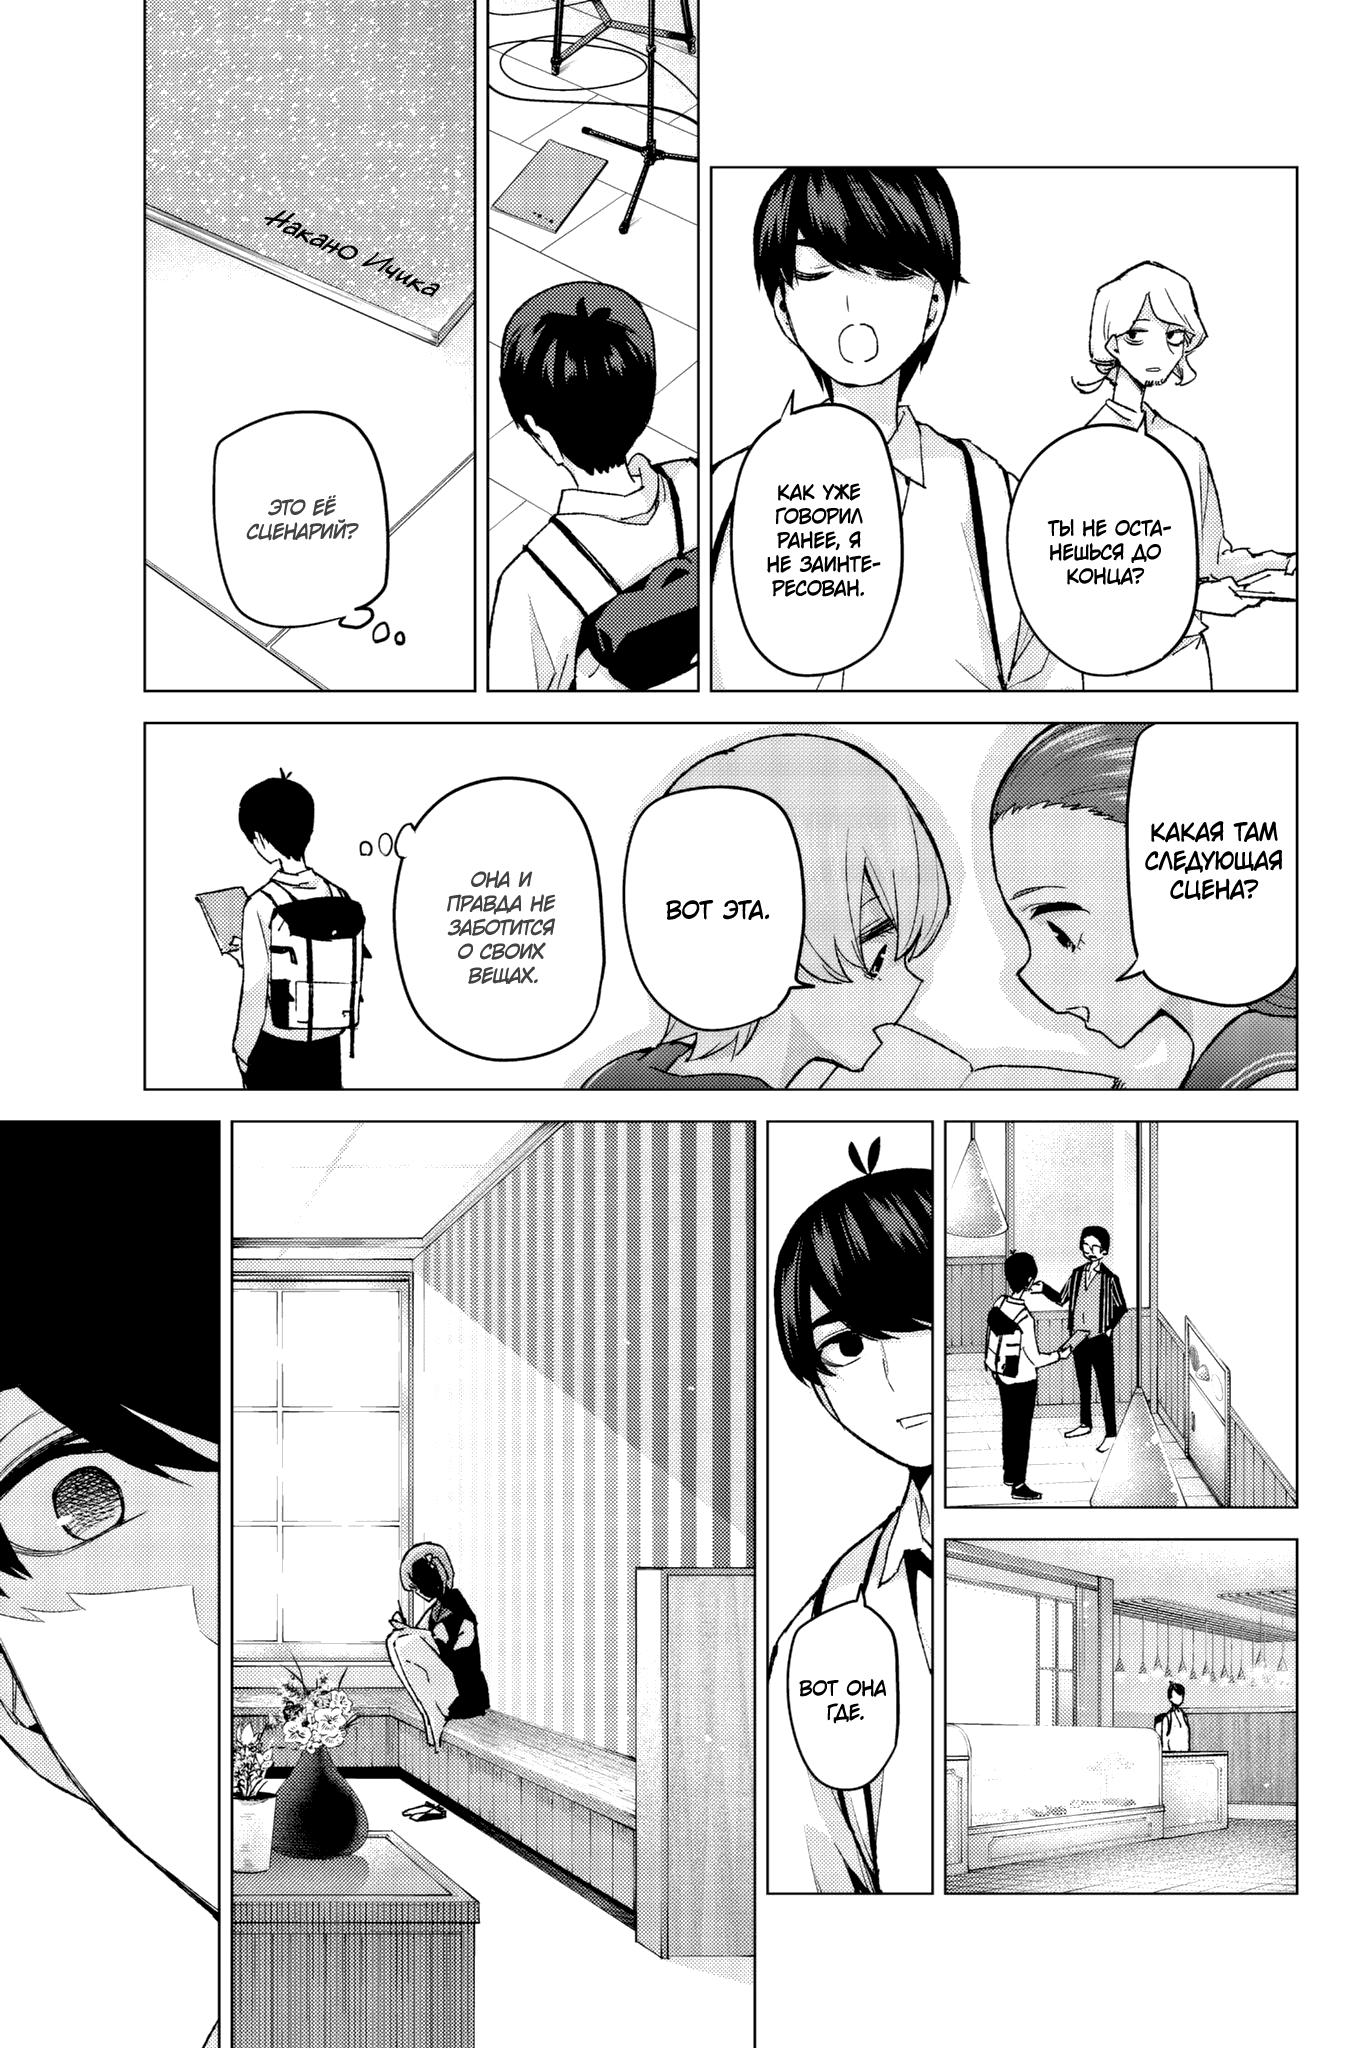 ТЫ НЕ ОСТА-
НЕШЬСЯ ДО
КОНЦА?
КАК УЖЕ
ГОВОРИЛ
РАНЕЕ, Я
НЕ ЗАИНТЕ-
РЕСОВАН.
Накано Ичика
ЭТО ЕЁ
СЦЕНАРИЙ?
КАКАЯ ТАМ
СЛЕДУЮЩАЯ
СЦЕНА?
ВОТ ЭТА.
ОНА И
ПРАВДА НЕ
ЗАБОТИТСЯ
О СВОИХ
ВЕЩАХ.
ВОТ ОНА
ГДЕ.